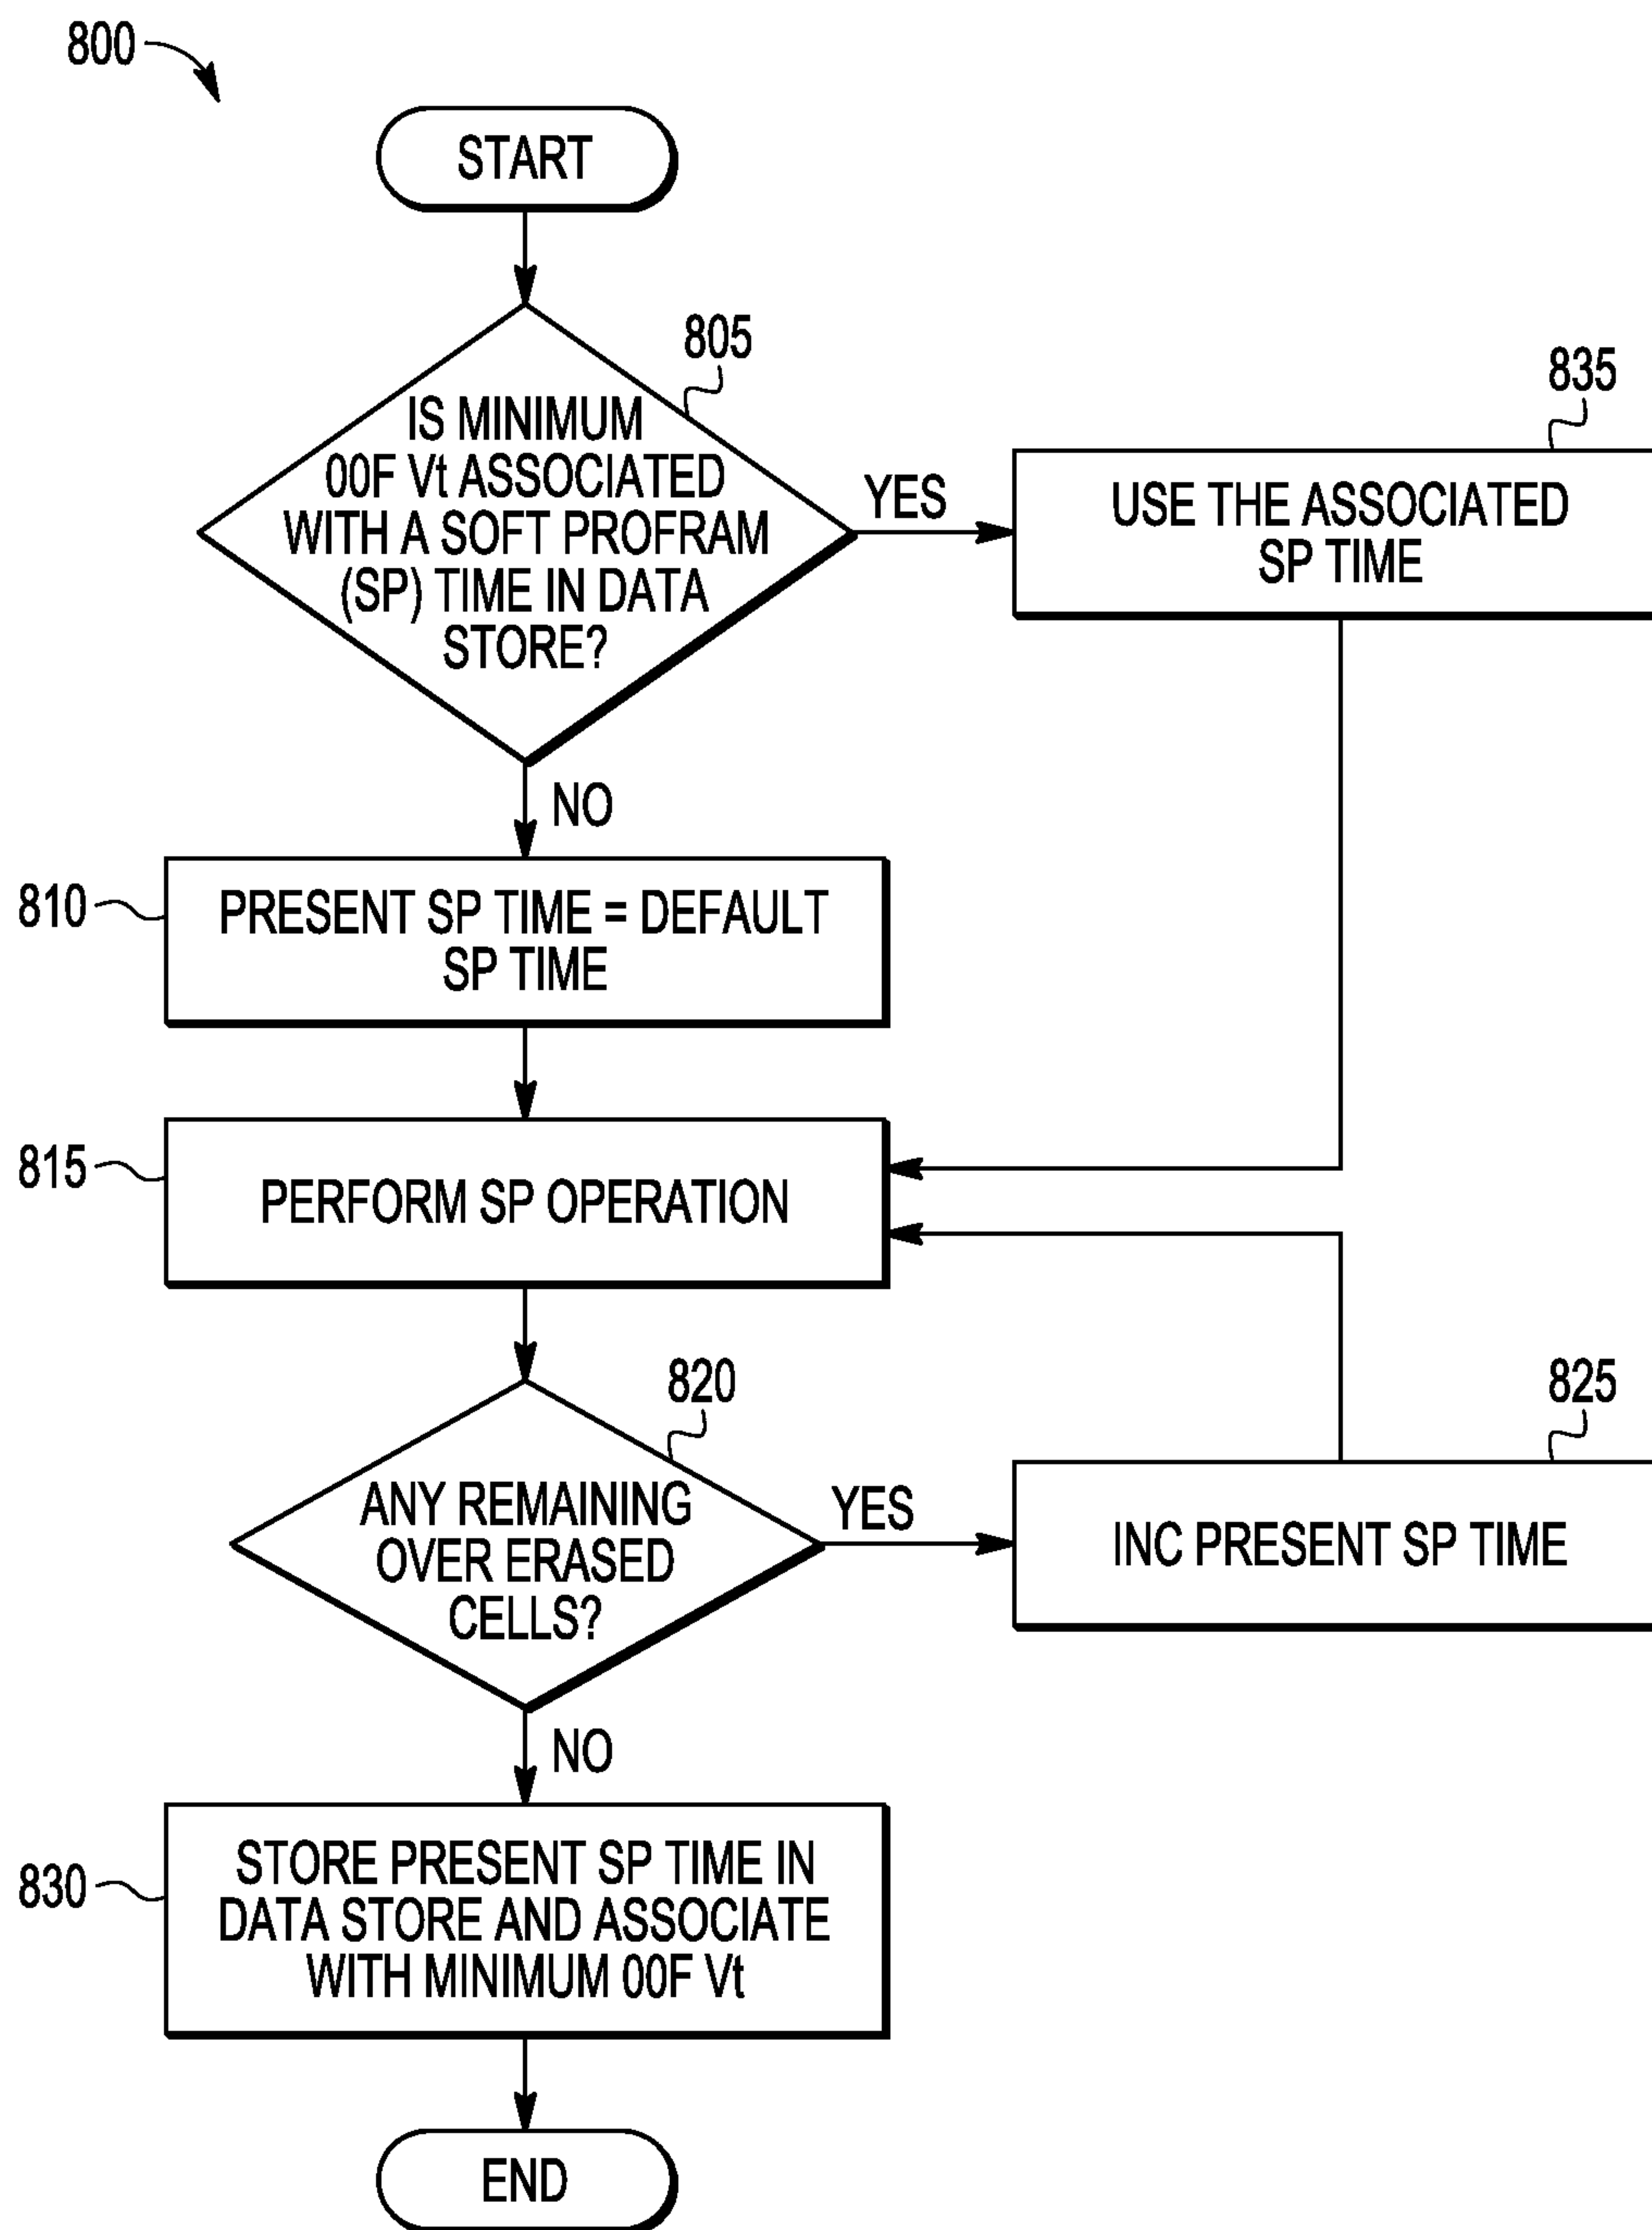 800
START
805
IS MINIMUM
00F Vt ASSOCIATED
WITH A SOFT PROFRAM
(SP) TIME IN DATA
STORE?
YES
835
USE THE ASSOCIATED
SP TIME
NO
810
PRESENT SP TIME = DEFAULT
SP TIME
815
PERFORM SP OPERATION
820
ANY REMAINING
OVER ERASED
CELLS?
YES
825
INC PRESENT SP TIME
NO
830
STORE PRESENT SP TIME IN
DATA STORE AND ASSOCIATE
WITH MINIMUM 00F Vt
END